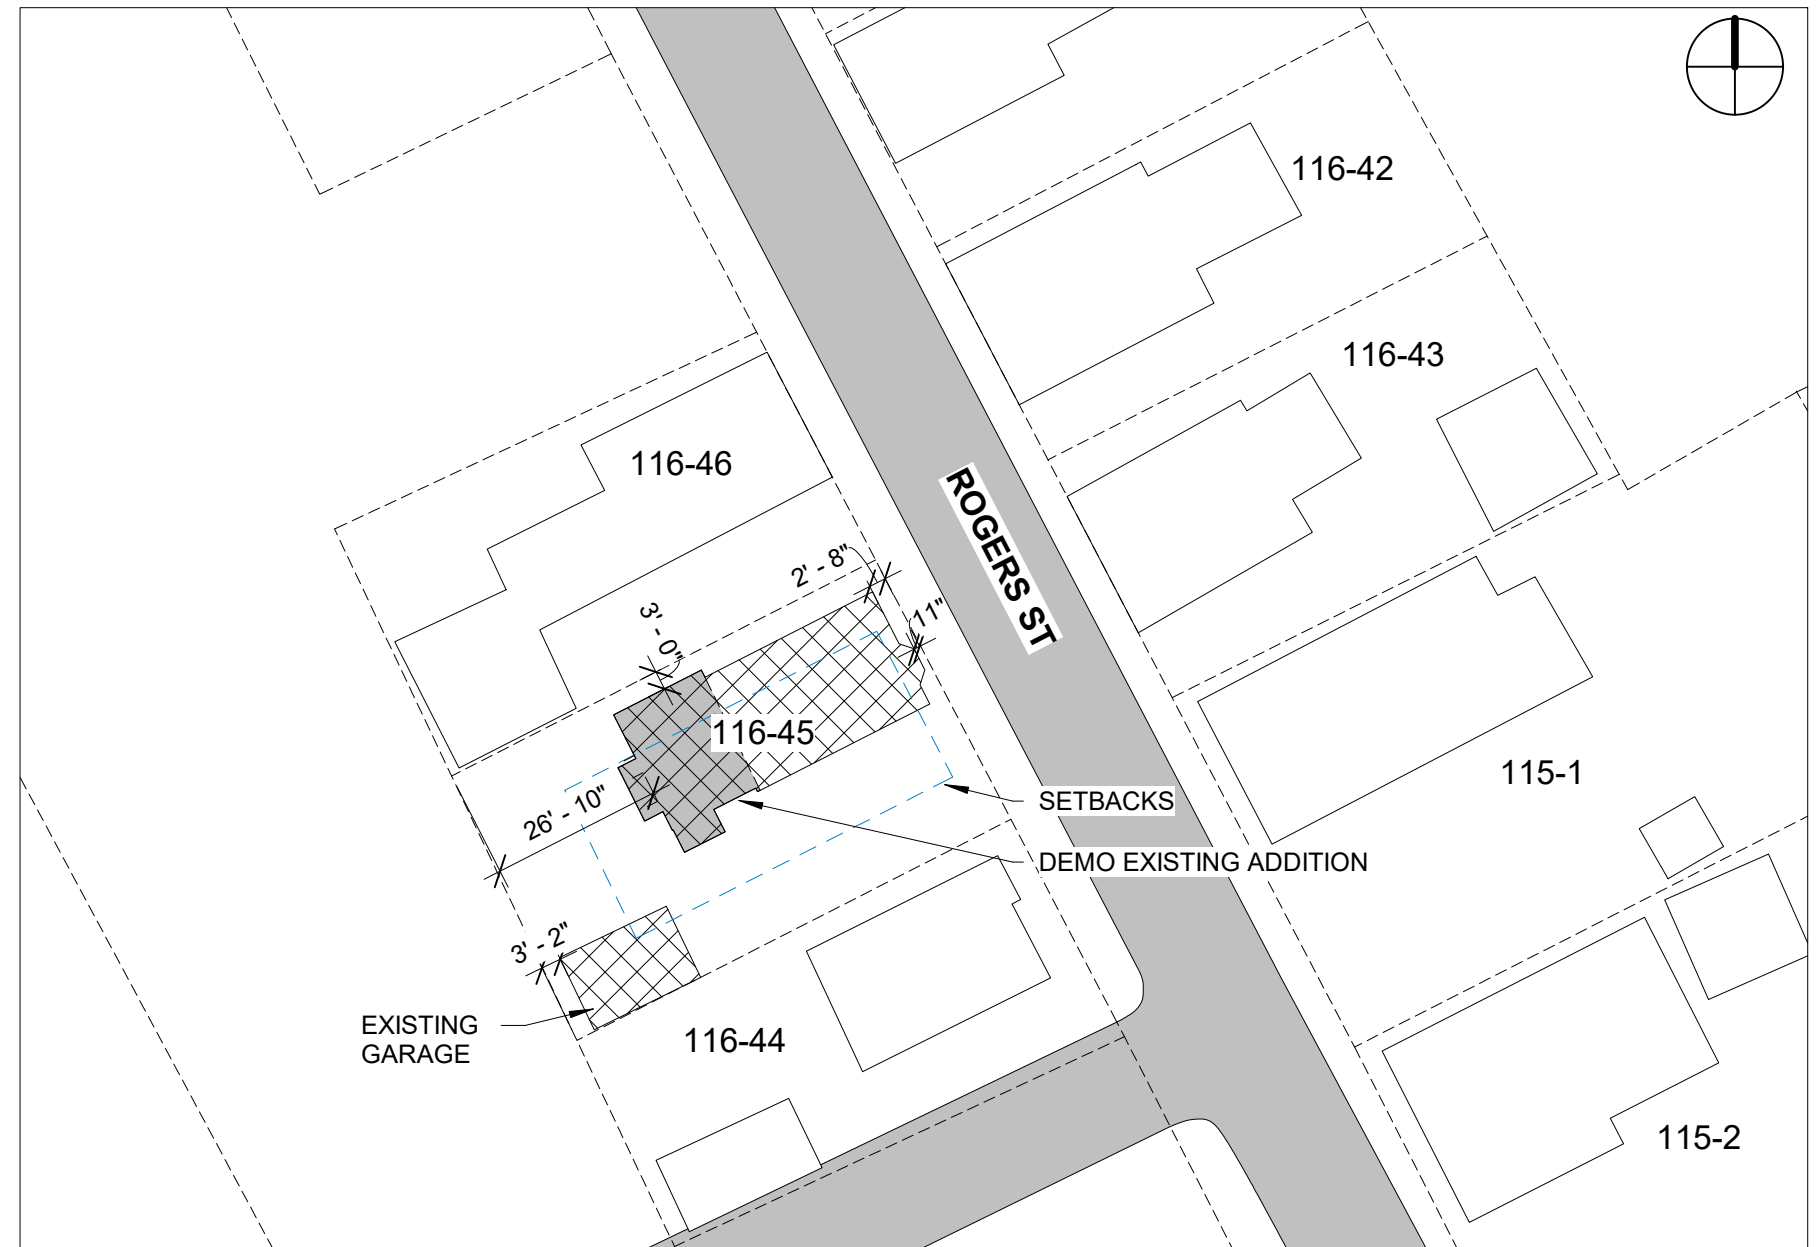 116-42
116-43
116-46
ROGERS ST
2' - 8"
11"
3' - 0"
116-45
115-1
26' - 10"
SETBACKS
DEMO EXISTING ADDITION
3' - 2"
EXISTING
GARAGE
116-44
115-2